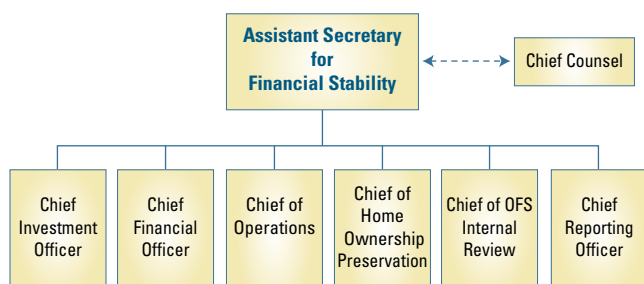 Assistant Secretary
for
Financial Stability
Chief Counsel
Chief
Investment
Officer
Chief
Financial
Officer
Chief of
Operations
Chief of
Home
Ownership
Preservation
Chief of OFS
Internal
Review
Chief
Reporting
Officer